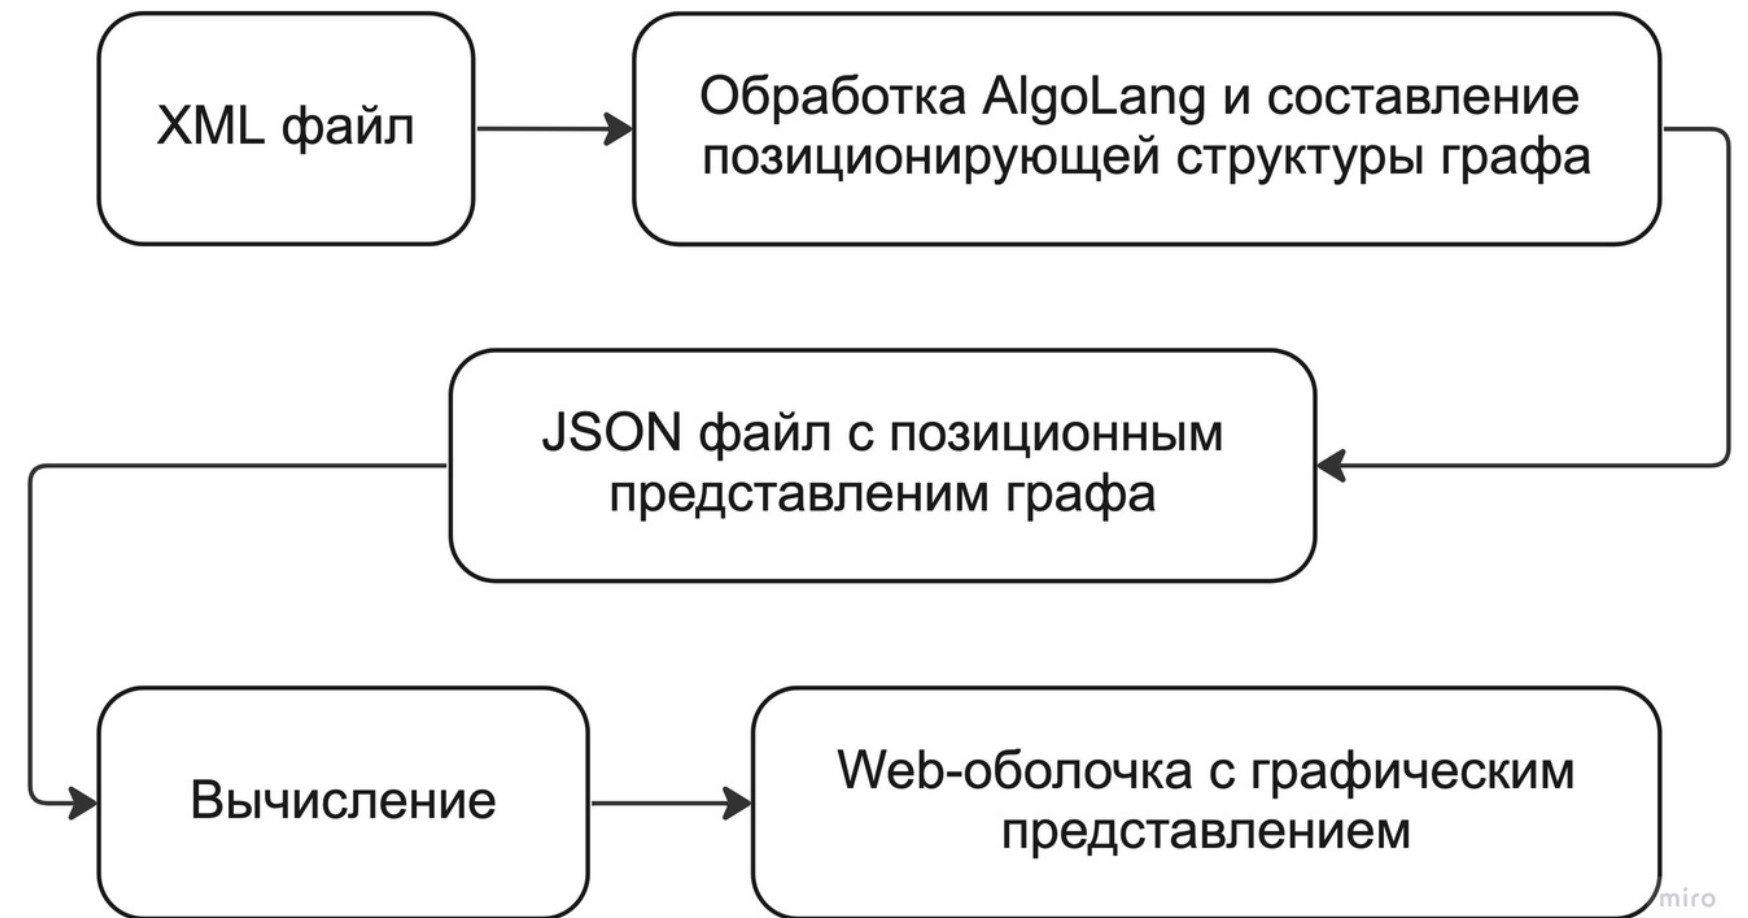 XML файл
Обработка AlgoLang и составление
позиционирующей структуры графа
JSON файл с позиционным
представленим графа
Вычисление
Web-оболочка с графическим
представлением
miro